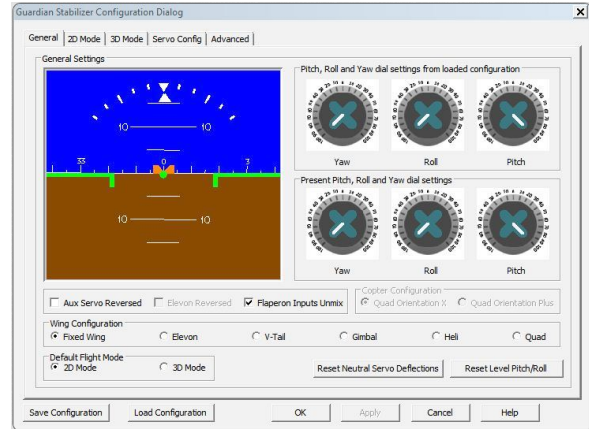 Guardian Stabilizer Configuration Dialog
General
2D Mode
3D Mode
Servo Config
Advanced
General Settings
10 10
33 0 3
10 10
Pitch, Roll and Yaw dial settings from loaded configuration
Yaw Roll Pitch
Present Pitch, Roll and Yaw dial settings
Yaw Roll Pitch
Aux Servo Reversed
Elevon Reversed
Flaperon Inputs Unmix
Copter Configuration
Quad Orientation X
Quad Orientation Plus
Wing Configuration
Fixed Wing
Elevon
V-Tail
Gimbal
Heli
Quad
Default Flight Mode
2D Mode
3D Mode
Reset Neutral Servo Deflections
Reset Level Pitch/Roll
Save Configuration
Load Configuration
OK
Apply
Cancel
Help